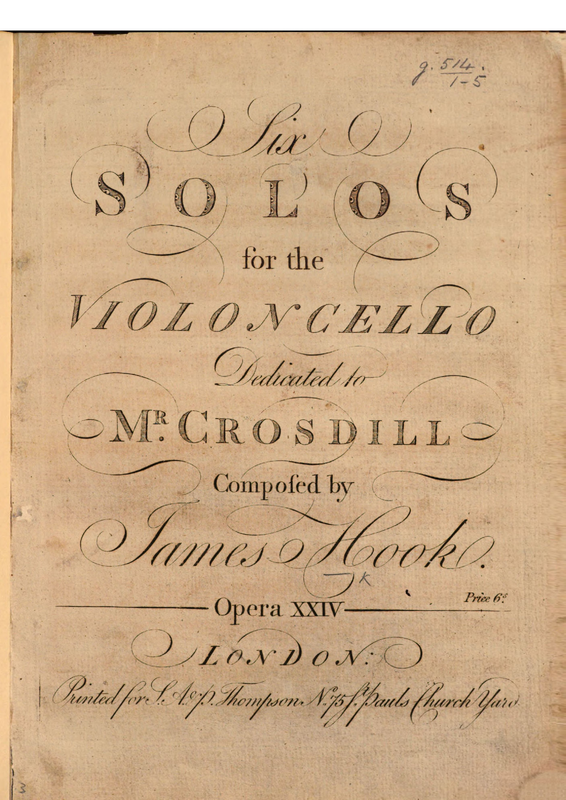 g. 514.
1-5
Six
SOLOS
for the
VIOLONCELLO
Dedicated to
MR. CROSDILL
Compoſed by
James Hook.
K
Price 6s.
Opera XXIV
LONDON:
Printed for S. A. & P. Thompson No. 75 St. Pauls Church Yard
3